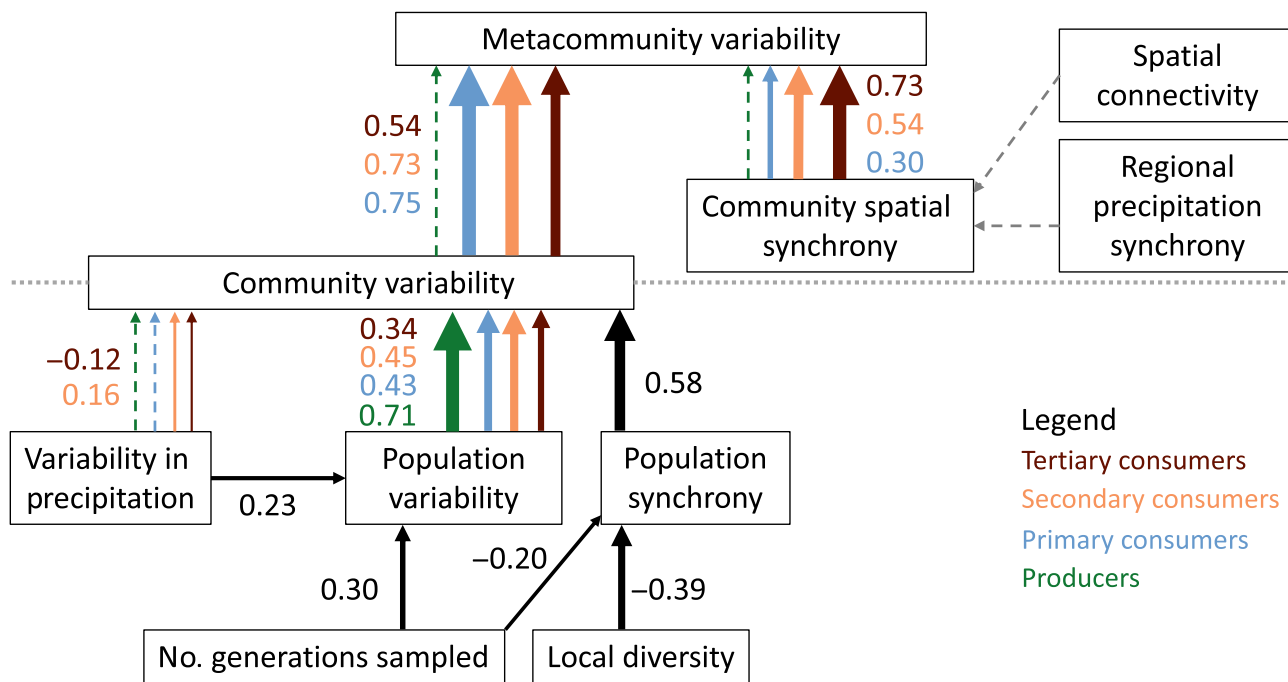 Metacommunity variability
Spatial
connectivity
0.54
0.73
0.75
0.73
0.54
0.30
Regional
precipitation
synchrony
Community spatial
synchrony
Community variability
−0.12
0.16
0.34
0.45
0.43
0.71
0.58
Variability in
precipitation
0.23
Population
variability
Population
synchrony
0.30
−0.20
−0.39
No. generations sampled
Local diversity
Legend
Tertiary consumers
Secondary consumers
Primary consumers
Producers